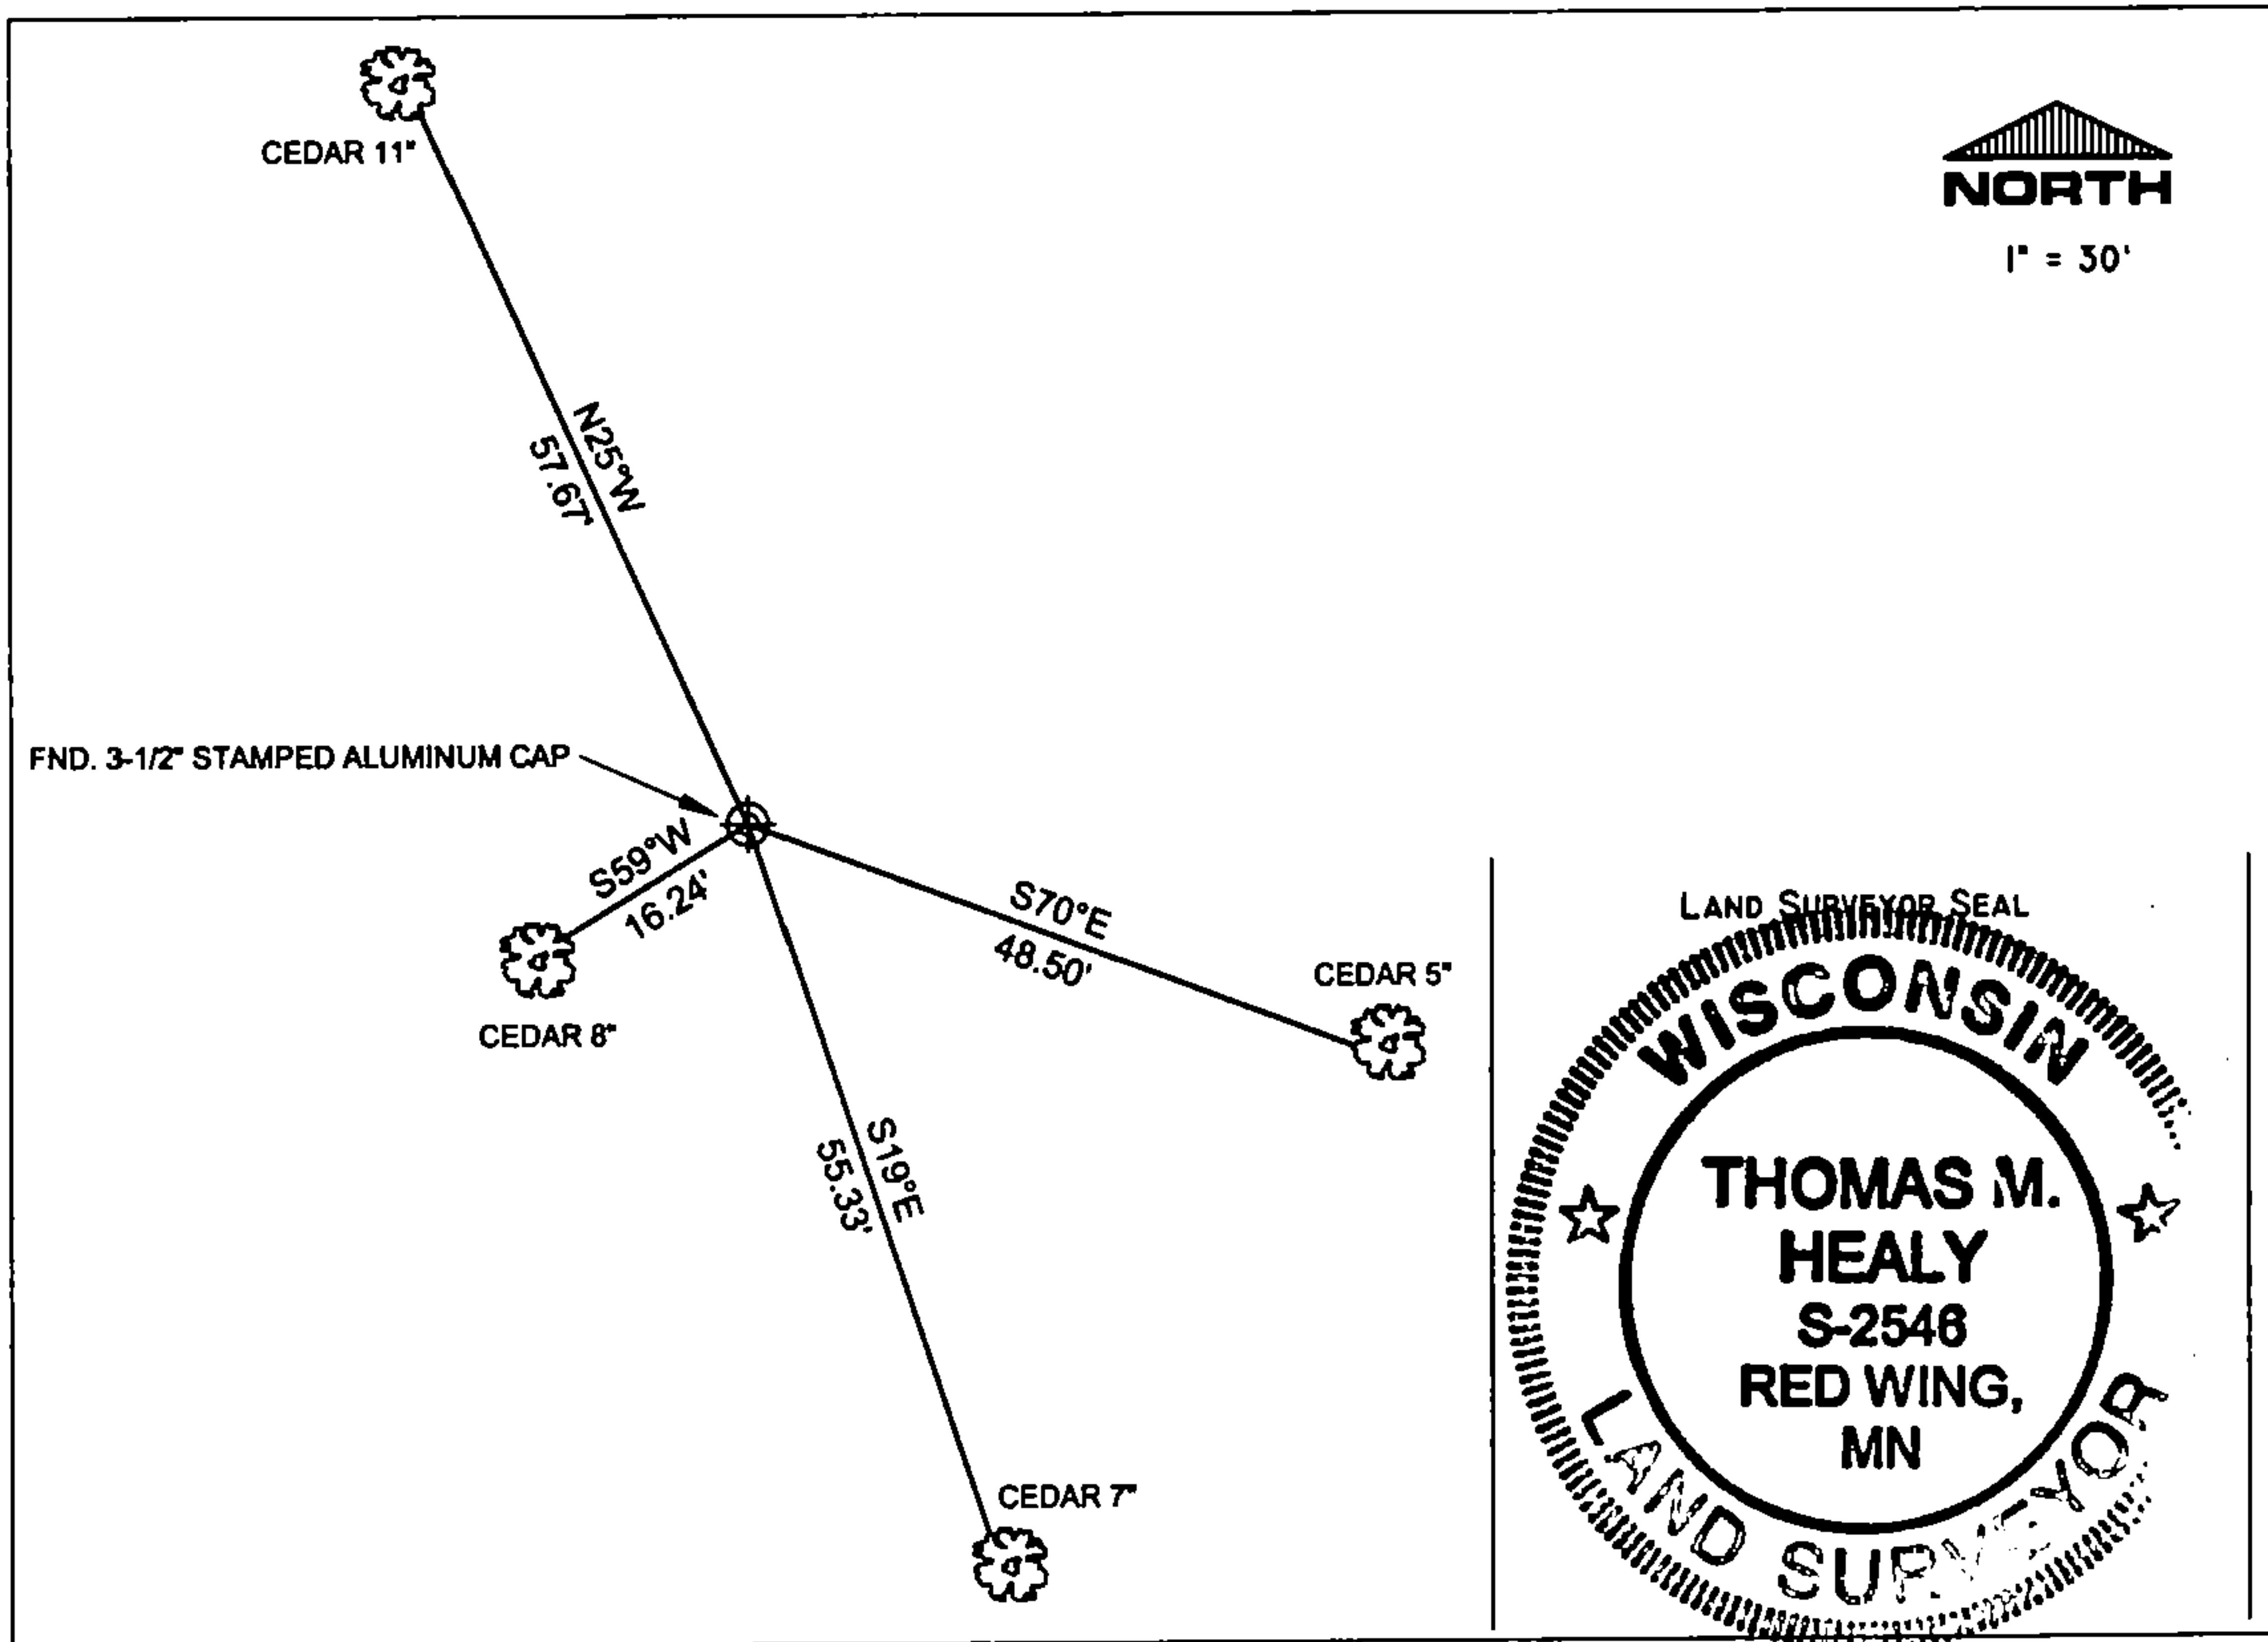 CEDAR 11"
NORTH
1" = 30'
N25°W
57.67'
FND. 3-1/2" STAMPED ALUMINUM CAP
S59°W
16.24'
CEDAR 8"
S70°E
48.50'
CEDAR 5"
S19°E
55.33'
CEDAR 7"
LAND SURVEYOR SEAL
WISCONSIN
THOMAS M.
HEALY
S-2546
RED WING,
MN
LAND SURVEYOR